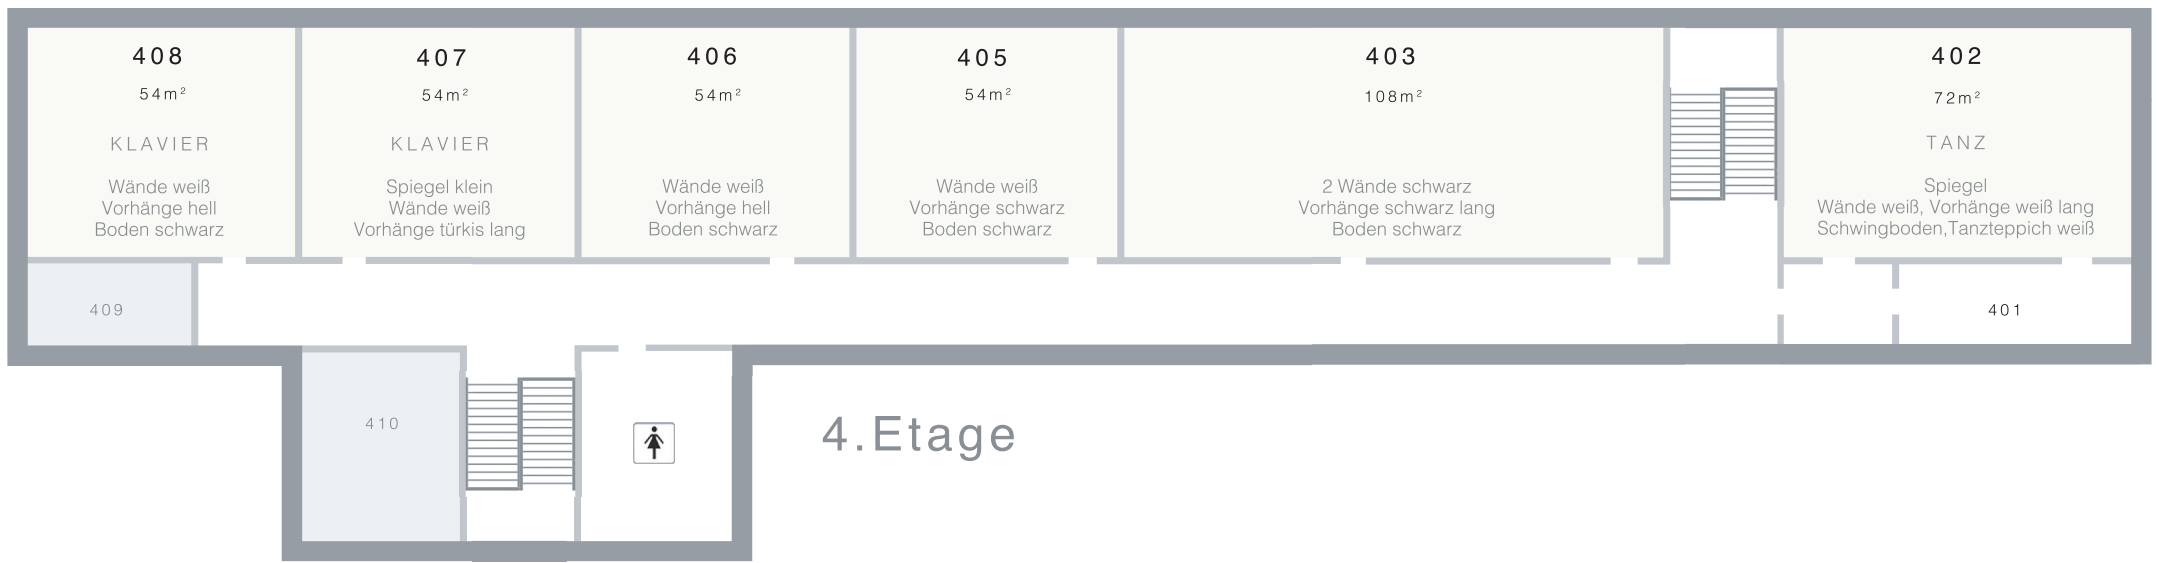 408
54m²
KLAVIER
Wände weiß
Vorhänge hell
Boden schwarz
407
54m²
KLAVIER
Spiegel klein
Wände weiß
Vorhänge türkis lang
406
54m²
Wände weiß
Vorhänge hell
Boden schwarz
405
54m²
Wände weiß
Vorhänge schwarz
Boden schwarz
403
108m²
2 Wände schwarz
Vorhänge schwarz lang
Boden schwarz
402
72m²
TANZ
Spiegel
Wände weiß, Vorhänge weiß lang
Schwingboden,Tanzteppich weiß
409
401
410
4.Etage